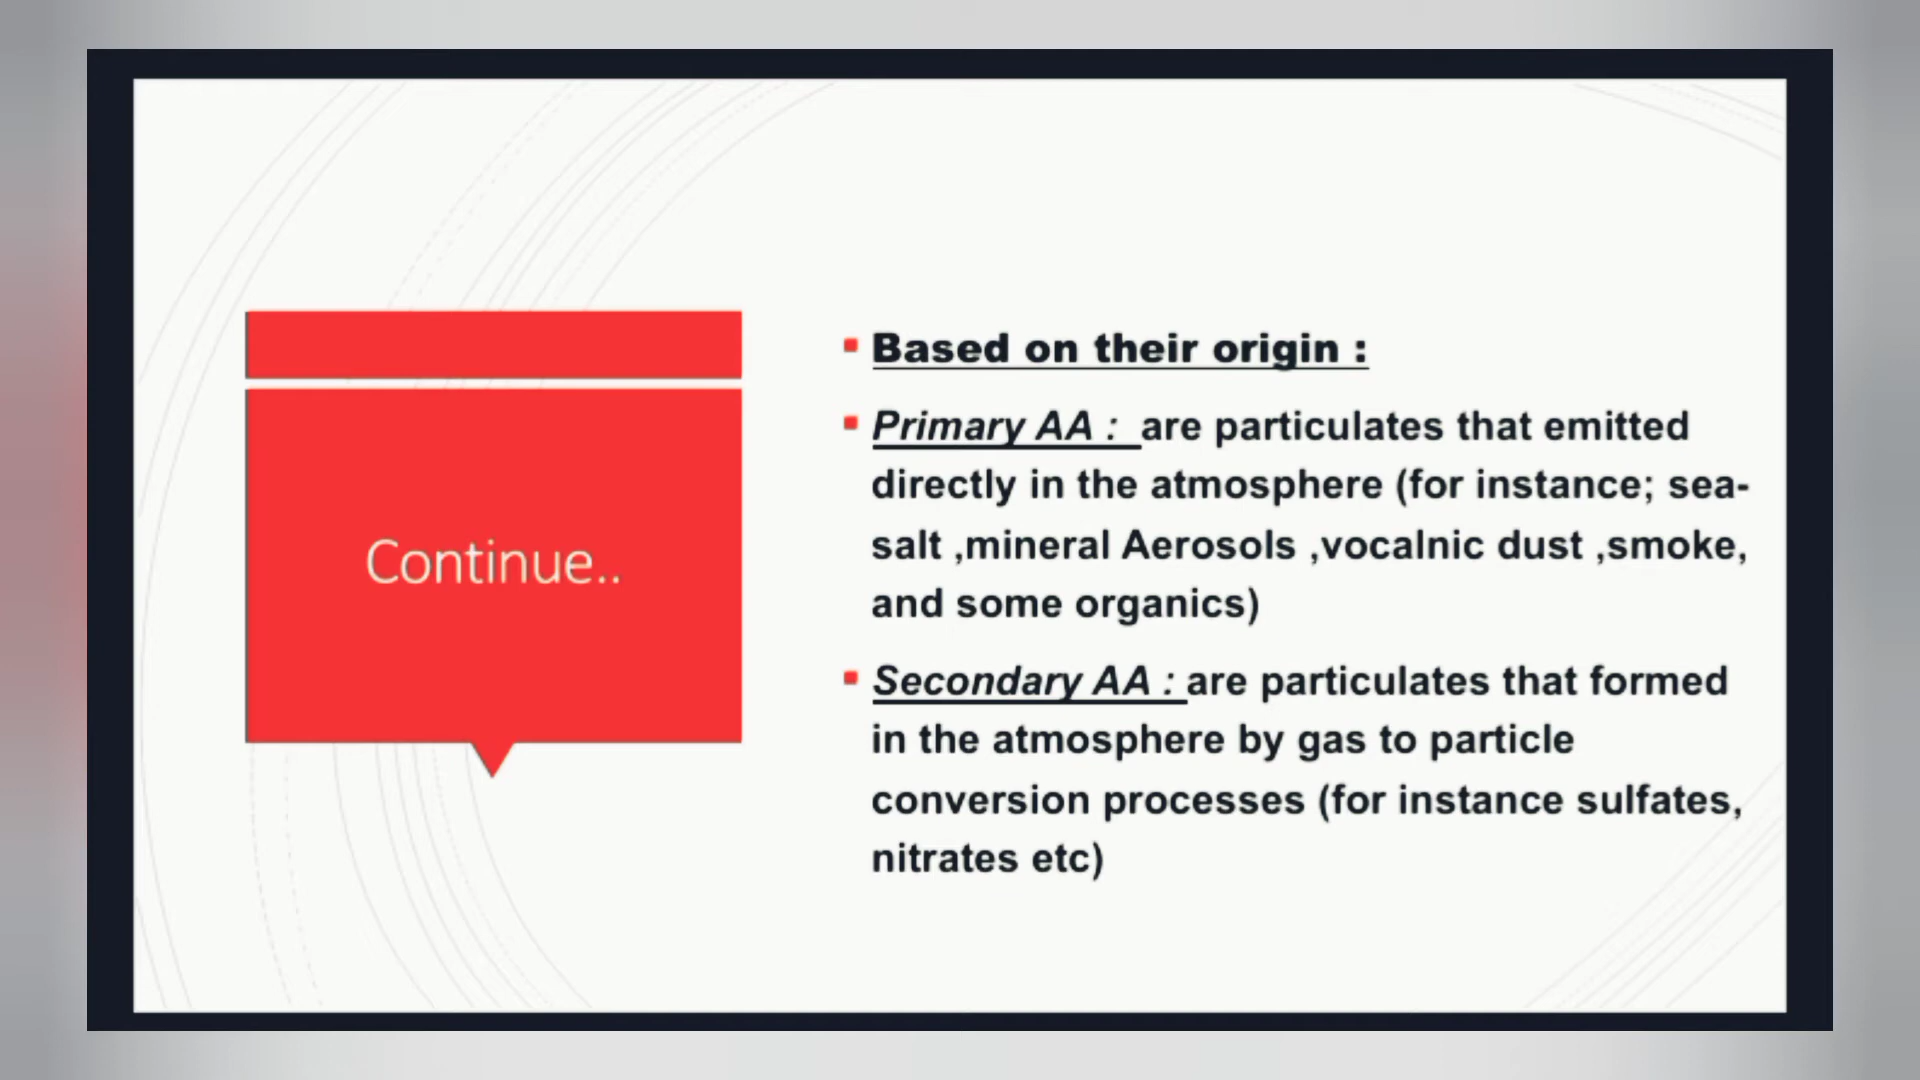 Continue..
Based on their origin :
Primary AA : are particulates that emitted
directly in the atmosphere (for instance; sea-
salt ,mineral Aerosols ,vocalnic dust ,smoke,
and some organics)
Secondary AA : are particulates that formed
in the atmosphere by gas to particle
conversion processes (for instance sulfates,
nitrates etc)